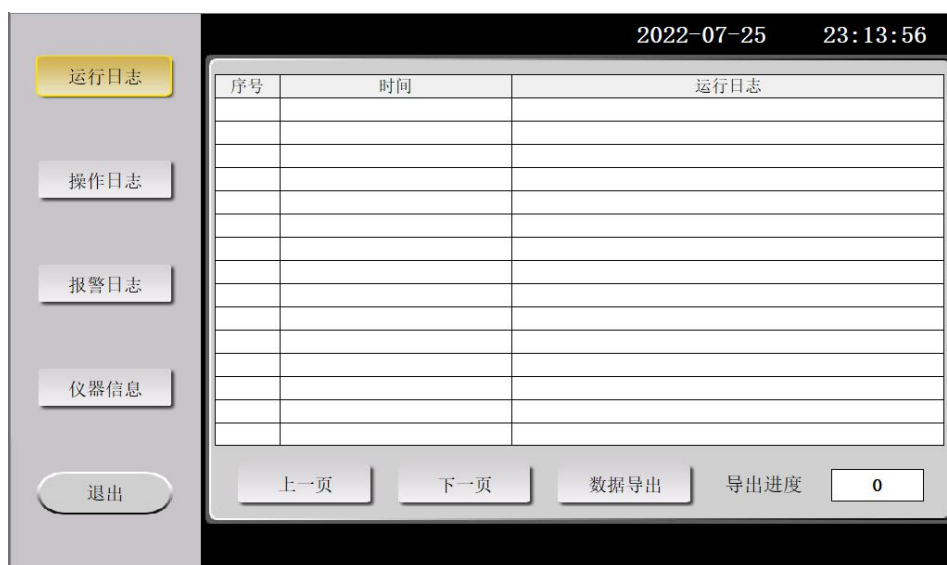 2022-07-25 23:13:56
运行日志
操作日志
报警日志
仪器信息
退出
序号 时间 运行日志
上一页 下一页 数据导出 导出进度 0